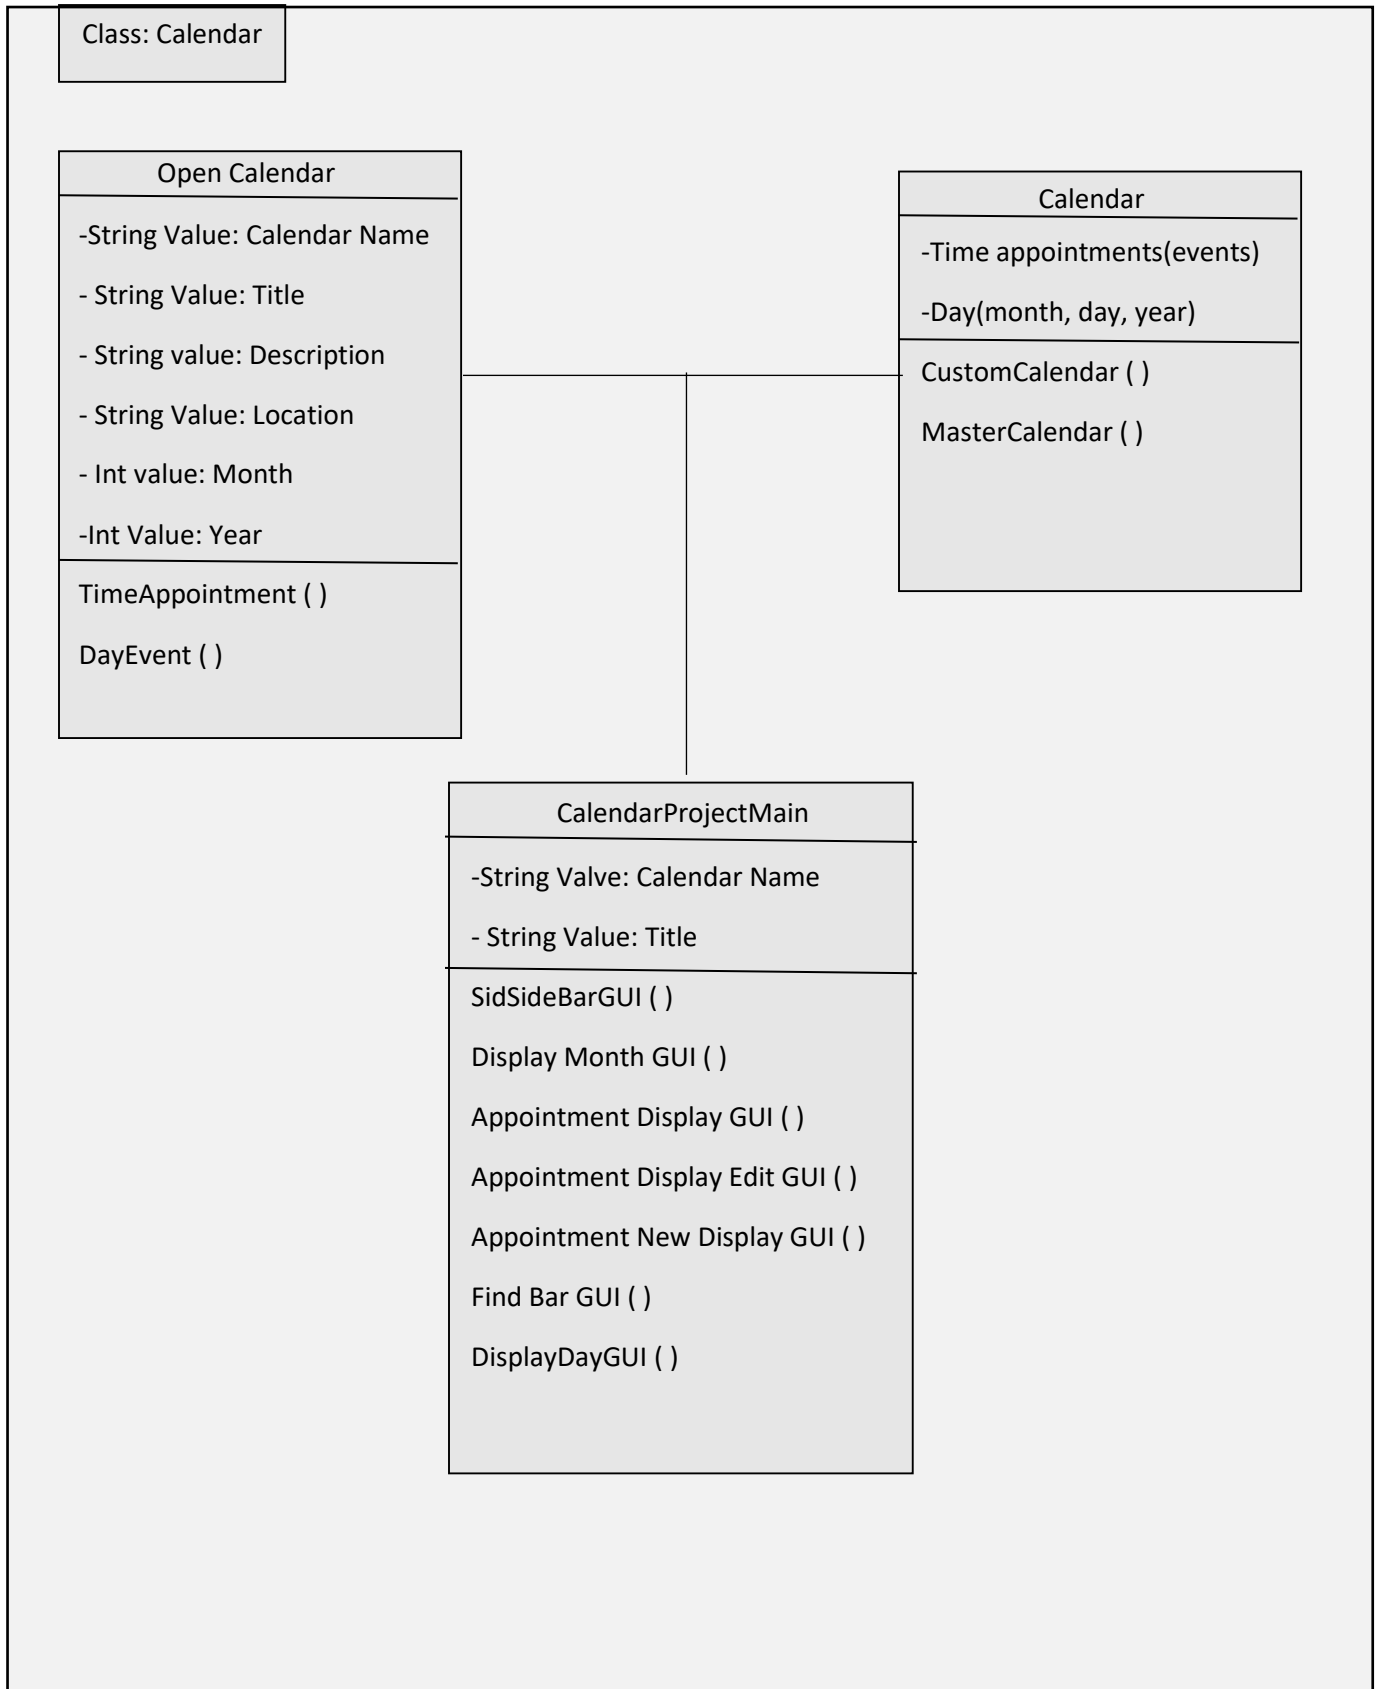 Class: Calendar
Open Calendar
-String Value: Calendar Name
- String Value: Title
- String value: Description
- String Value: Location
- Int value: Month
-Int Value: Year
TimeAppointment ( )
DayEvent ( )
Calendar
-Time appointments(events)
-Day(month, day, year)
CustomCalendar ( )
MasterCalendar ( )
CalendarProjectMain
-String Valve: Calendar Name
- String Value: Title
SidSideBarGUI ( )
Display Month GUI ( )
Appointment Display GUI ( )
Appointment Display Edit GUI ( )
Appointment New Display GUI ( )
Find Bar GUI ( )
DisplayDayGUI ( )